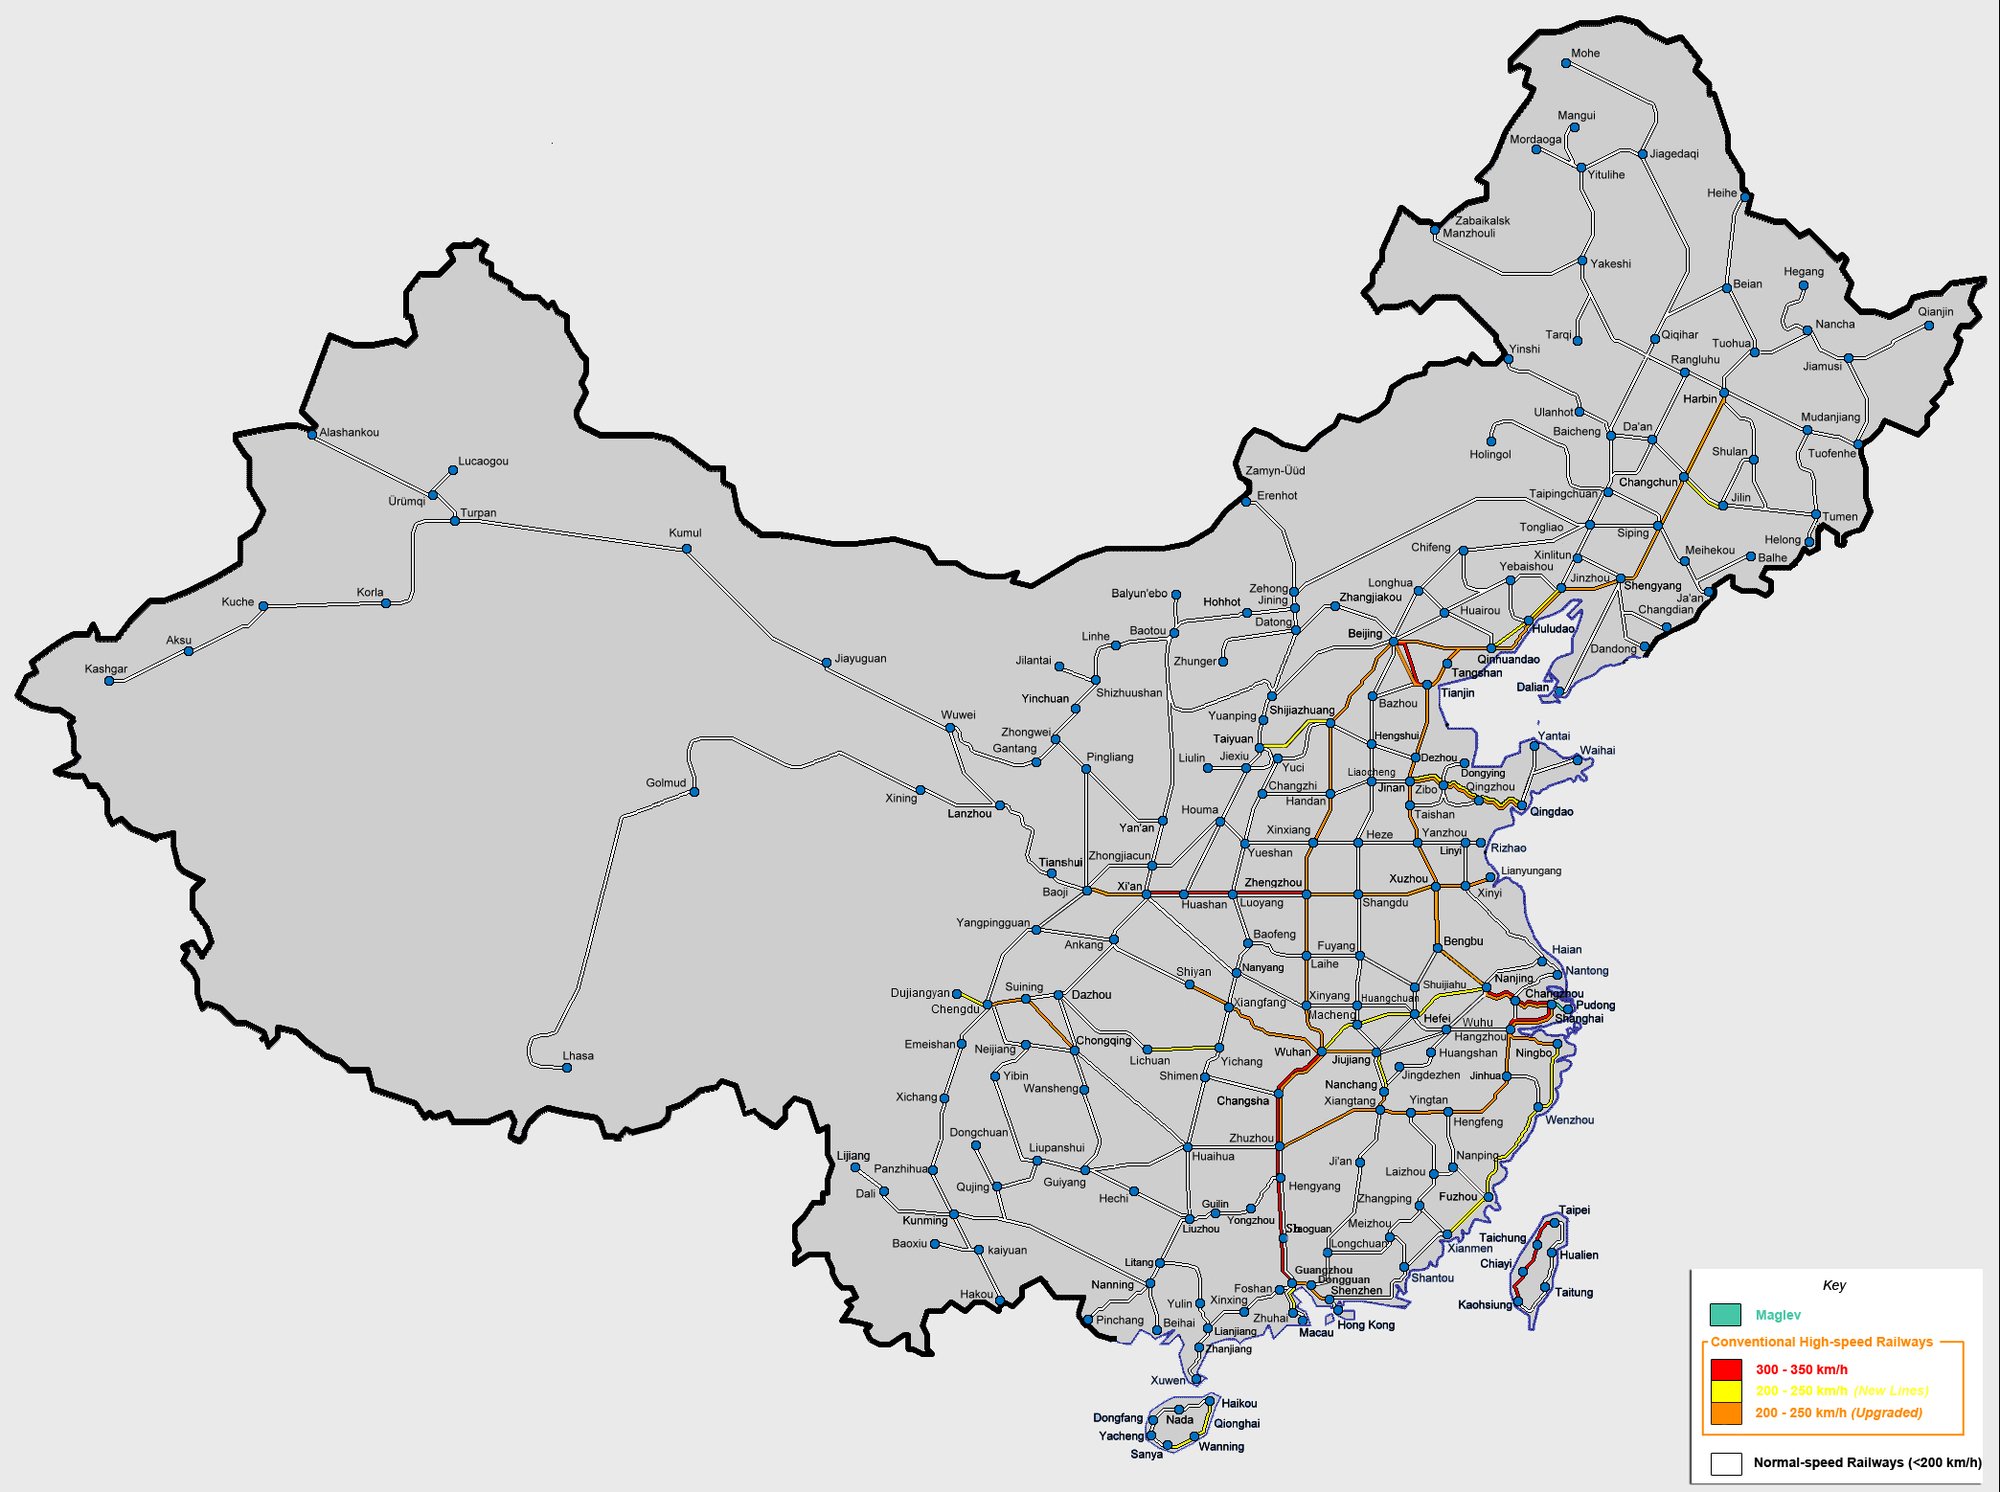 Mohe
Mangui
Mordaoga
Jiagedaqi
Yitulihe
Heihe
Zabaikalsk
Manzhouli
Yakeshi
Hegang
Beian
Qianjin
Nancha
Tarqi
Qiqihar
Tuohua
Yinshi
Rangluhu
Jiamusi
Harbin
Ulanhot
Mudanjiang
Da'an
Baicheng
Alashankou
Shulan
Tuofenhe
Holingol
Lucaogou
Zamyn-Üüd
Changchun
Erenhot
Taipingchuan
Jilin
Ürümqi
Turpan
Tumen
Tongliao
Siping
Kumul
Helong
Chifeng
Xinlitun
Meihekou
Balhe
Yebaishou
Jinzhou
Shengyang
Longhua
Korla
Balyun'ebo
Zehong
Kuche
Hohhot
Jining
Zhangjiakou
Ja'an
Huairou
Changdian
Datong
Huludao
Baotou
Beijing
Linhe
Aksu
Dandong
Jilantai
Zhunger
Qinhuandao
Kashgar
Jiayuguan
Tangshan
Dalian
Shizhuushan
Tianjin
Yinchuan
Bazhou
Shijiazhuang
Wuwei
Yuanping
Zhongwei
Taiyuan
Hengshui
Yantai
Gantang
Pingliang
Liulin
Jiexiu
Dezhou
Waihai
Yuci
Liaocheng
Dongying
Golmud
Changzhi
Jinan
Zibo
Qingzhou
Xining
Handan
Lanzhou
Houma
Taishan
Qingdao
Yan'an
Xinxiang
Heze
Yanzhou
Yueshan
Linyi
Rizhao
Zhongjiacun
Tianshui
Lianyungang
Baoji
Xi'an
Zhengzhou
Xuzhou
Huashan
Luoyang
Shangdu
Xinyi
Yangpingguan
Baofeng
Ankang
Fuyang
Bengbu
Haian
Laihe
Shiyan
Nanyang
Nantong
Dujiangyan
Suining
Dazhou
Shuijiahu
Nanjing
Chengdu
Xiangfang
Xinyang
Huangchuan
Changzhou
Pudong
Macheng
Hefei
Wuhu
Shanghai
Emeishan
Neijiang
Chongqing
Hangzhou
Lichuan
Yichang
Wuhan
Jiujiang
Huangshan
Ningbo
Lhasa
Yibin
Shimen
Jingdezhen
Jinhua
Wansheng
Nanchang
Xichang
Changsha
Xiangtang
Yingtan
Hengfeng
Wenzhou
Dongchuan
Zhuzhou
Liupanshui
Huaihua
Lijiang
Ji'an
Nanping
Panzhihua
Laizhou
Qujing
Guiyang
Hengyang
Dali
Hechi
Zhangping
Fuzhou
Guilin
Taipei
Kunming
Yongzhou
Liuzhou
Meizhou
Taichung
Baoxiu
kaiyuan
Longchuan
Xianmen
Hualien
Litang
Chiayi
Guangzhou
Shantou
Nanning
Foshan
Dongguan
Shenzhen
Taitung
Hakou
Yulin
Xinxing
Kaohsiung
Pinchang
Beihai
Zhuhai
Macau
Hong Kong
Lianjiang
Zhanjiang
Xuwen
Haikou
Dongfang
Nada
Qionghai
Yacheng
Sanya
Wanning
Key
Maglev
Conventional High-speed Railways
300 - 350 km/h
200 - 250 km/h (New Lines)
200 - 250 km/h (Upgraded)
Normal-speed Railways (<200 km/h)